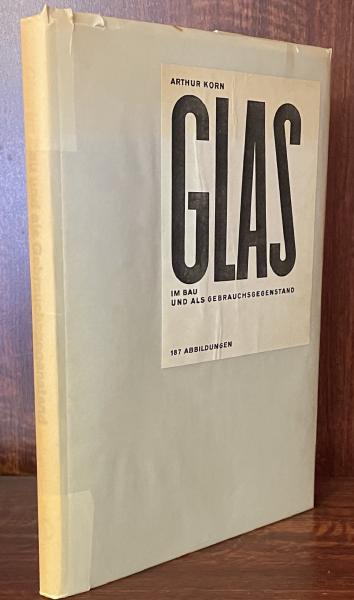 ARTHUR KORN
GLAS
IM BAU
UND ALS GEBRAUCHSGEGENSTAND
187 ABBILDUNGEN